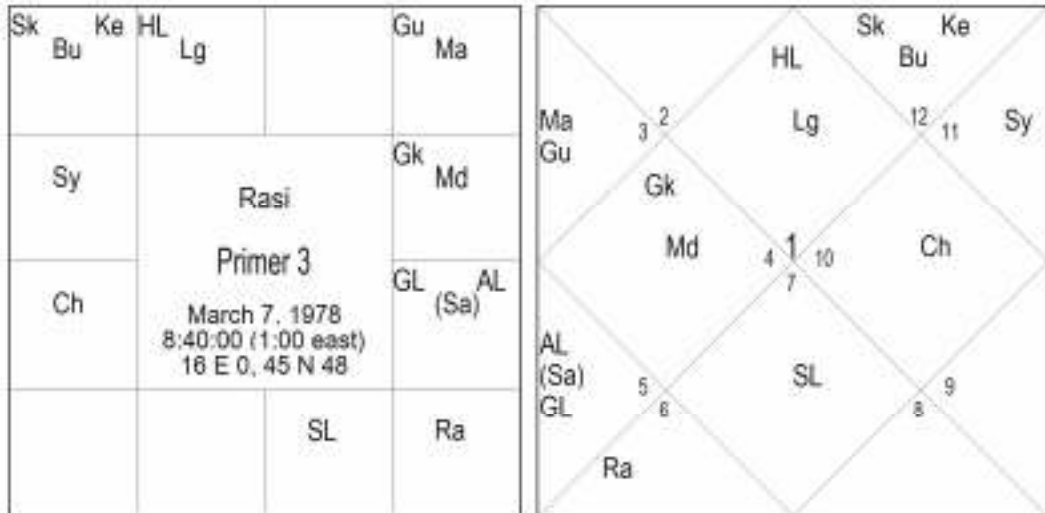 Sk Ke
Bu
HL
Lg
Gu
Ma
Sy
Gk
Md
Rasi
Primer 3
March 7, 1978
8:40:00 (1:00 east)
16 E 0, 45 N 48
Ch
GL AL
(Sa)
SL
Ra
Sk Ke
Bu
HL
Lg
12 11
Sy
Ma
Gu
3 2
Gk
Md
4 1 10
7
Ch
AL
(Sa)
GL
5 6
SL
9
8
Ra